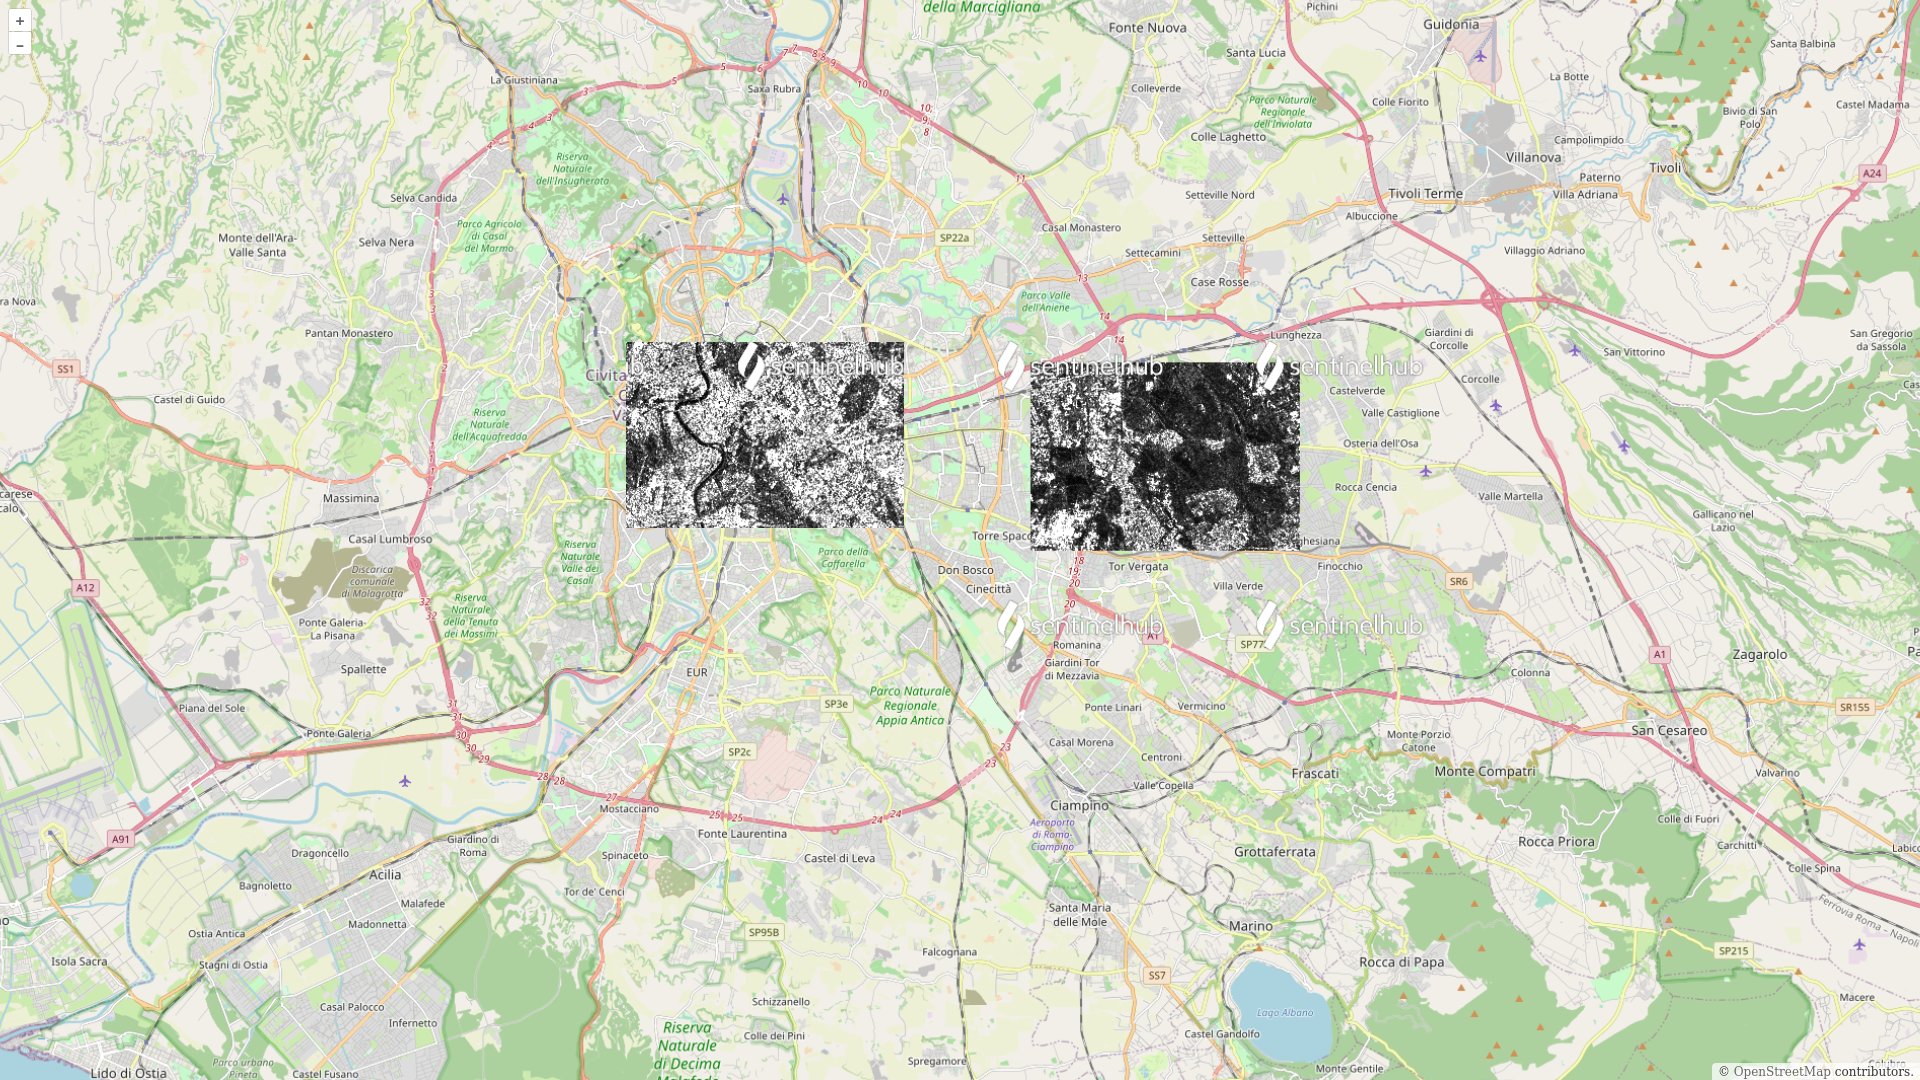 +
-
della Marcigliana
Pichini
Fonte Nuova
Guidonia
Santa Lucia
Santa Balbina
La Giustiniana
Saxa Rubra
Colleverde
La Botte
Colle Fiorito
Parco Naturale
Regionale
dell'Inviolata
Castel Madama
Bivio di San
Polo
Colle Laghetto
Campolimpido
Villanova
Riserva
Naturale
dell'Insugherata
Tivoli
A24
Paterno
Selva Candida
Setteville Nord
Tivoli Terme
Villa Adriana
Albuccione
Parco Agricolo
di Casal
del Marmo
Monte dell'Ara-
Valle Santa
Selva Nera
SP22a
Casal Monastero
Setteville
Settecamini
Villaggio Adriano
Case Rosse
ra Nova
Parco Valle
dell'Aniene
Pantan Monastero
Lunghezza
Giardini di
Corcolle
San Gregorio
da Sassola
San Vittorino
SS1
Civita
sentinelhub
sentinelhub
sentinelhub
Corcolle
Castelverde
Castel di Guido
Valle Castiglione
Riserva
Naturale
dell'Acquafredda
Osteria dell'Osa
Rocca Cencia
Valle Martella
Massimina
Gallicano nel
Lazio
Casal Lumbroso
Torre Spacc
ghesiana
Riserva
Naturale
Valle dei
Casali
Parco della
Caffarella
Don Bosco
Tor Vergata
Finocchio
Discarica
comunale
di Malagrotta
A12
Cinecittà
Villa Verde
SR6
Riserva
Naturale
della Tenuta
dei Massimi
Ponte Galeria-
La Pisana
sentinelhub
sentinelhub
A1
Romanina
A1
Zagarolo
Spallette
EUR
Giardini Tor
di Mezzavia
Colonna
Piana del Sole
SP3e
Parco Naturale
Regionale
Appia Antica
Ponte Linari
Vermicino
SR155
Ponte Galeria
SP2c
Casal Morena
Monte Porzio
Catone
San Cesareo
Centroni
Frascati
Monte Compatri
Valvarino
Valle Copella
Mostacciano
Ciampino
A91
Fonte Laurentina
Aeroporto
di Roma-
Ciampino
Colle di Fuori
Giardino di
Roma
Dragoncello
Spinaceto
Castel di Leva
Grottaferrata
Rocca Priora
Carchitti
Labico
Acilia
Colle Spina
Bagnoletto
Tor de' Cenci
Malafede
Santa Maria
delle Mole
Ferrovia Roma - Napoli
Madonnetta
Marino
Ostia Antica
SP95B
SP215
Isola Sacra
Stagni di Ostia
Falcognana
Rocca di Papa
SS7
Casal Palocco
Schizzanello
Macere
Infernetto
Lago Albano
Riserva
Naturale
di Decima
Colle dei Pini
Castel Gandolfo
Parco urbano
Pineta
Spregamore
Monte Gentile
Lido di Ostia
Castel Fusano
© OpenStreetMap contributors.